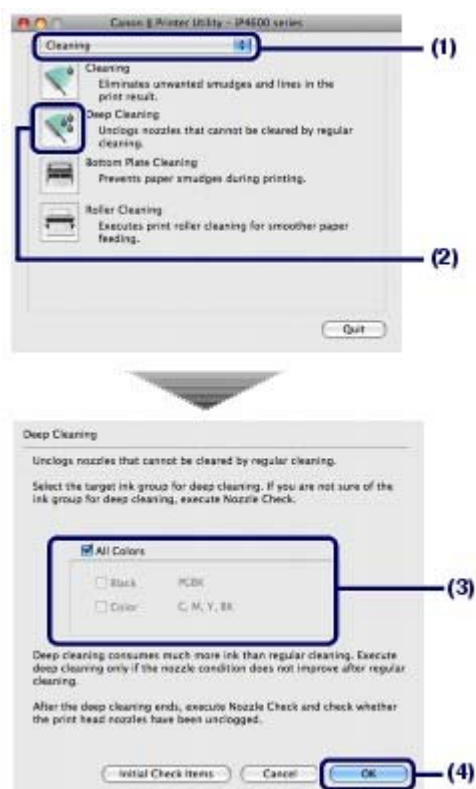 Canon IJ Printer Utility – iP4600 series
Cleaning
(1)
Cleaning
Eliminates unwanted smudges and lines in the
print result.
Deep Cleaning
Unclogs nozzles that cannot be cleared by regular
cleaning.
Bottom Plate Cleaning
Prevents paper smudges during printing.
Roller Cleaning
Executes print roller cleaning for smoother paper
feeding.
(2)
Quit
Deep Cleaning
Unclogs nozzles that cannot be cleared by regular cleaning.
Select the target ink group for deep cleaning. If you are not sure of the
ink group for deep cleaning, execute Nozzle Check.
All Colors
Black PGBK
(3)
Color C, M, Y, BK
Deep cleaning consumes much more ink than regular cleaning. Execute
deep cleaning only if the nozzle condition does not improve after regular
cleaning.
After the deep cleaning ends, execute Nozzle Check and check whether
the print head nozzles have been unclogged.
Initial Check Items Cancel OK (4)